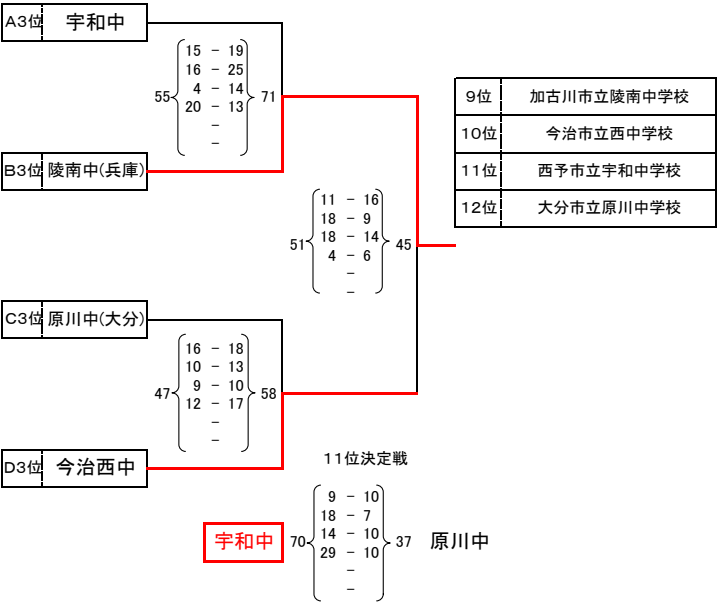 A3位 宇和中
15 - 19
16 - 25
55 4 - 14 71
20 - 13
-
-
B3位 陵南中(兵庫)
9位 加古川市立陵南中学校
10位 今治市立西中学校
11位 西予市立宇和中学校
12位 大分市立原川中学校
11 - 16
18 - 9
51 18 - 14 45
4 - 6
-
-
C3位 原川中(大分)
16 - 18
10 - 13
47 9 - 10 58
12 - 17
-
-
D3位 今治西中
11位決定戦
9 - 10
18 - 7
宇和中 70 14 - 10 37 原川中
29 - 10
-
-